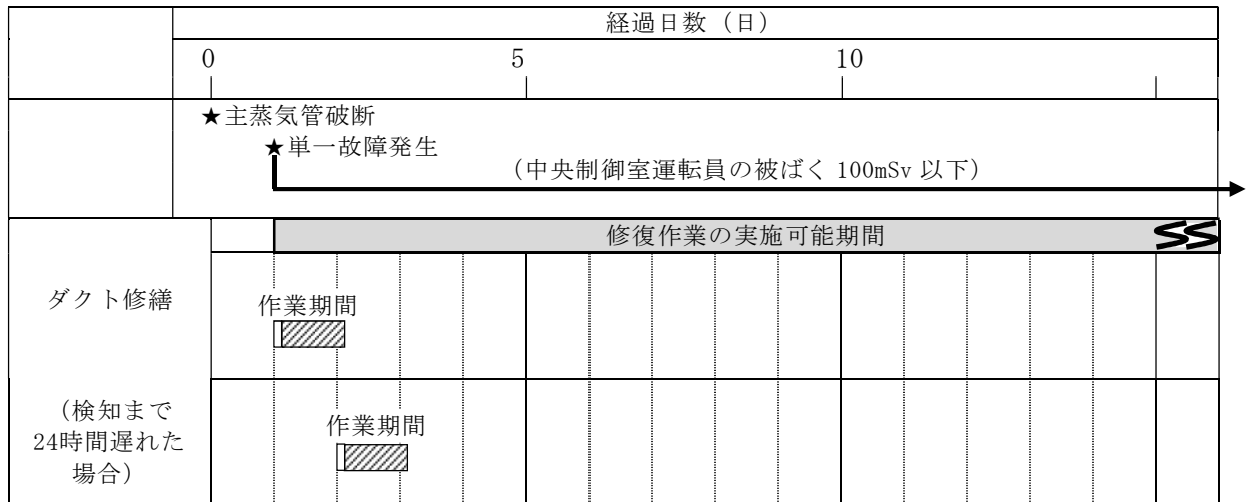 経過日数（日）
0 5 10
★主蒸気管破断
★単一故障発生
（中央制御室運転員の被ばく 100mSv 以下）
修復作業の実施可能期間
ダクト修繕
作業期間
（検知まで
24時間遅れた
場合）
作業期間